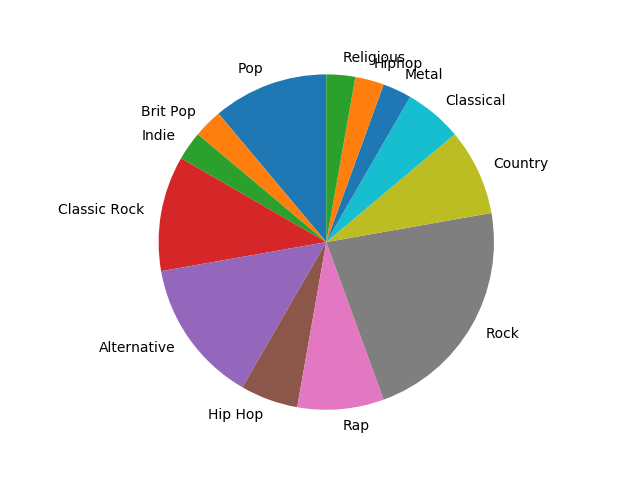 Religious
Hiphop
Pop
Metal
Classical
Brit Pop
Indie
Country
Classic Rock
Rock
Alternative
Hip Hop
Rap